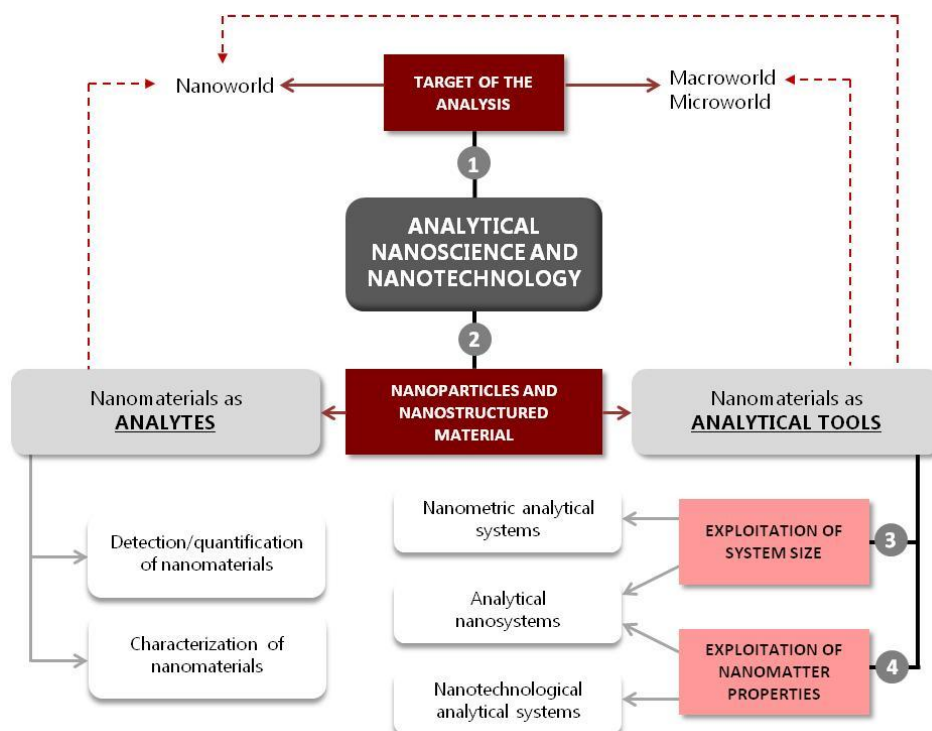 Nanoworld
TARGET OF THE
ANALYSIS
Macroworld
Microworld
1
ANALYTICAL
NANOSCIENCE AND
NANOTECHNOLOGY
2
Nanomaterials as
ANALYTES
NANOPARTICLES AND
NANOSTRUCTURED
MATERIAL
Nanomaterials as
ANALYTICAL TOOLS
Detection/quantification
of nanomaterials
Characterization of
nanomaterials
Nanometric analytical
systems
Analytical
nanosystems
Nanotechnological
analytical systems
EXPLOITATION OF
SYSTEM SIZE
3
EXPLOITATION OF
NANOMATTER
PROPERTIES
4